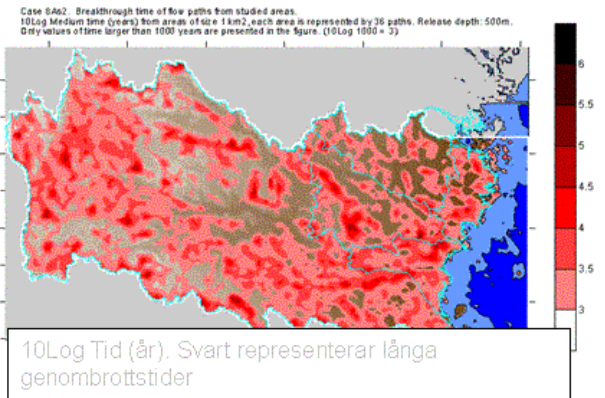 Case SAs2. Breakthrough time of flow paths from studied areas.
10Log Medium time (years) from areas of size 1 km2, each area is represented by 36 paths. Release depth: 500m.
Only values of time larger than 1000 years are presented in the figure. (10Log 1000 = 3)
6
5.5
5
4.5
4
3.5
3
10Log Tid (år). Svart representerar långa
genombrottstider